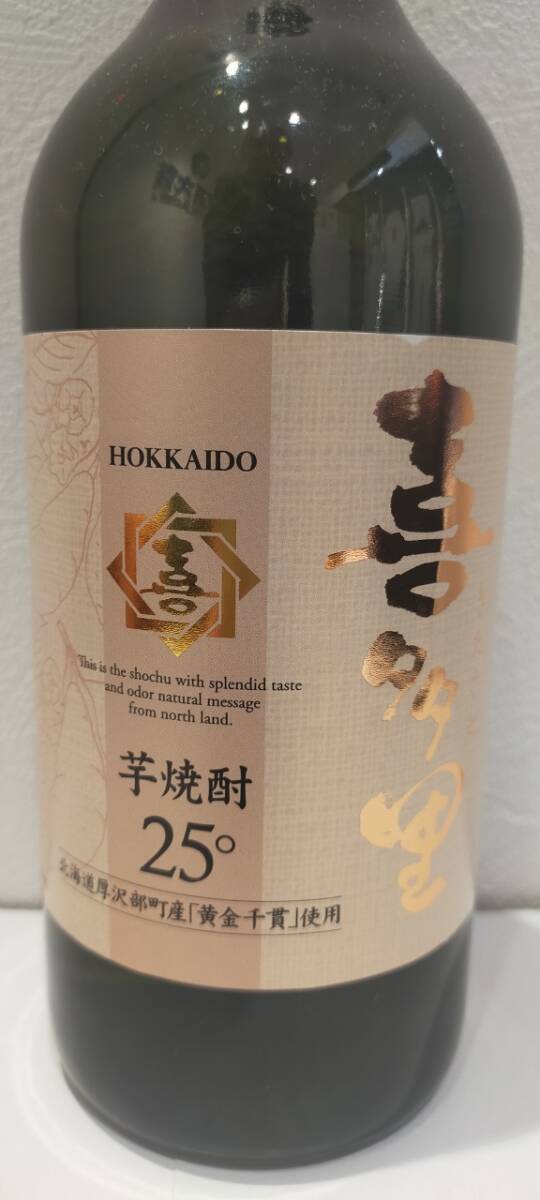 HOKKAIDO
喜
This is the shochu with splendid taste
and odor natural message
from north land.
芋焼酎
25°
北海道厚沢部町産「黄金千貫」使用
喜多里